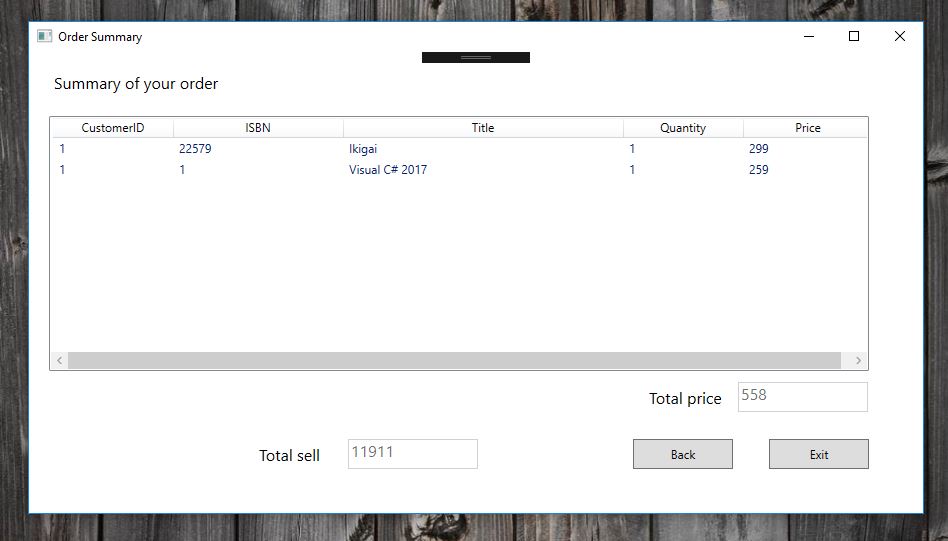 Order Summary
Summary of your order
CustomerID ISBN Title Quantity Price
1 22579 Ikigai 1 299
1 1 Visual C# 2017 1 259
Total price 558
Total sell 11911 Back Exit